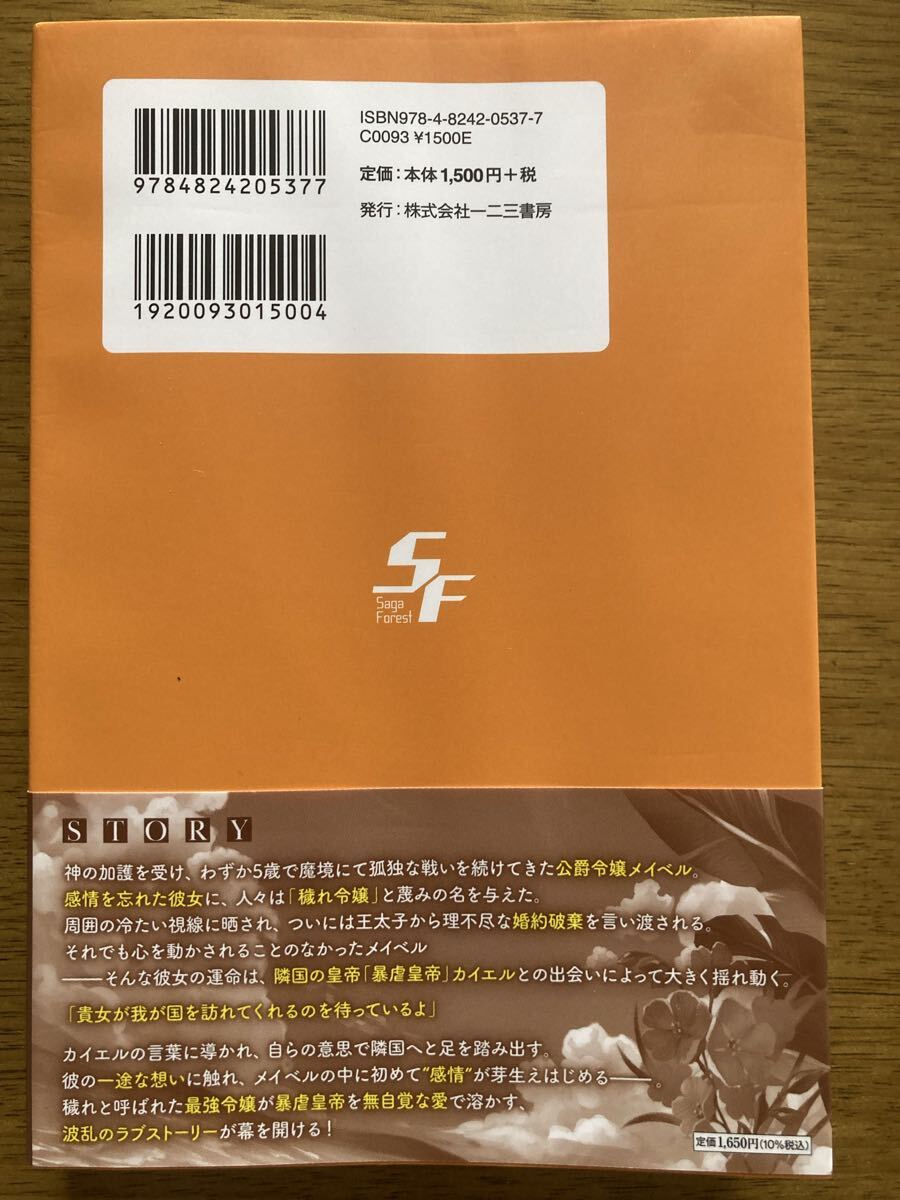 ISBN978-4-8242-0537-7
C0093 ¥1500E
9784824205377
定価：本体1,500円＋税
発行：株式会社一二三書房
1920093015004
SF
Saga
Forest
STORY
神の加護を受け、わずか5歳で魔境にて孤独な戦いを続けてきた公爵令嬢メイベル。
感情を忘れた彼女に、人々は「穢れ令嬢」と蔑みの名を与えた。
周囲の冷たい視線に晒され、ついには王太子から理不尽な婚約破棄を言い渡される。
それでも心を動かされることのなかったメイベル
――そんな彼女の運命は、隣国の皇帝「暴虐皇帝」カイエルとの出会いによって大きく揺れ動く。
「貴女が我が国を訪れてくれるのを待っているよ」
カイエルの言葉に導かれ、自らの意思で隣国へと足を踏み出す。
彼の一途な想いに触れ、メイベルの中に初めて“感情”が芽生えはじめる――。
穢れと呼ばれた最強令嬢が暴虐皇帝を無自覚な愛で溶かす、
波乱のラブストーリーが幕を開ける！
定価1,650円(10%税込)